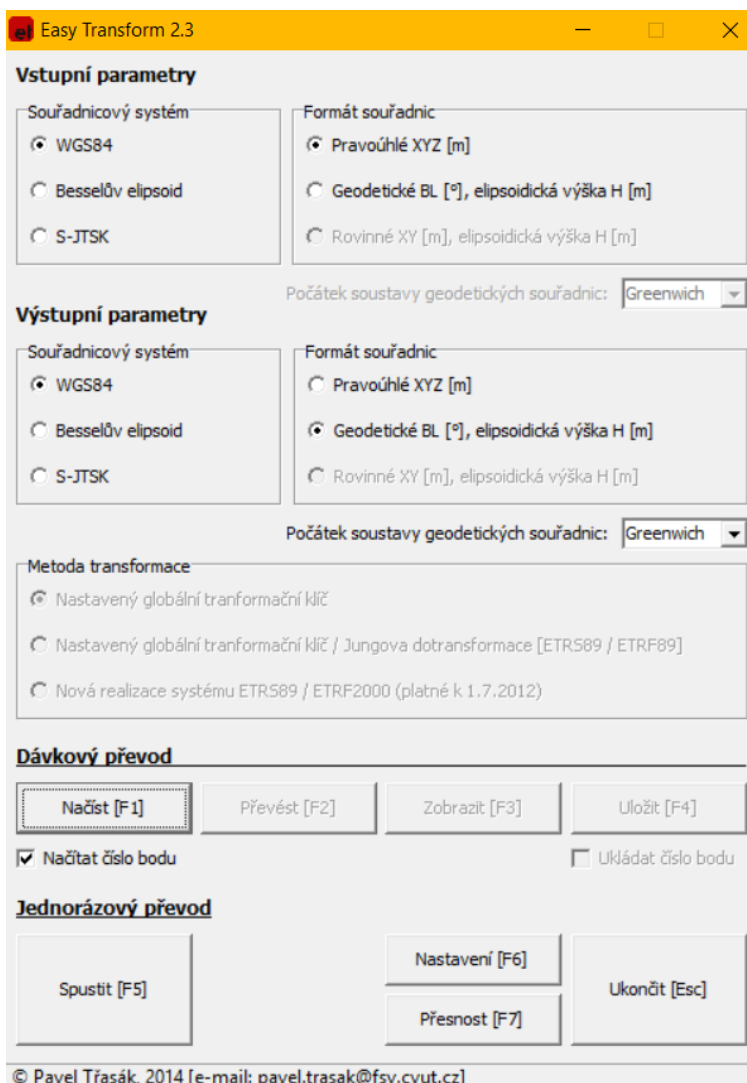 el Easy Transform 2.3
Vstupní parametry
Souřadnicový systém
WGS84
Besselův elipsoid
S-JTSK
Formát souřadnic
Pravoúhlé XYZ [m]
Geodetické BL [°], elipsoidická výška H [m]
Rovinné XY [m], elipsoidická výška H [m]
Počátek soustavy geodetických souřadnic: Greenwich
Výstupní parametry
Souřadnicový systém
WGS84
Besselův elipsoid
S-JTSK
Formát souřadnic
Pravoúhlé XYZ [m]
Geodetické BL [°], elipsoidická výška H [m]
Rovinné XY [m], elipsoidická výška H [m]
Počátek soustavy geodetických souřadnic: Greenwich
Metoda transformace
Nastavený globální tranformační klíč
Nastavený globální tranformační klíč / Jungova dotransformace [ETRS89 / ETRF89]
Nová realizace systému ETRS89 / ETRF2000 (platné k 1.7.2012)
Dávkový převod
Načíst [F1]
Převést [F2]
Zobrazit [F3]
Uložit [F4]
Načítat číslo bodu
Ukládat číslo bodu
Jednorázový převod
Spustit [F5]
Nastavení [F6]
Přesnost [F7]
Ukončit [Esc]
© Pavel Třasák, 2014 [e-mail: pavel.trasak@fsv.cvut.cz]